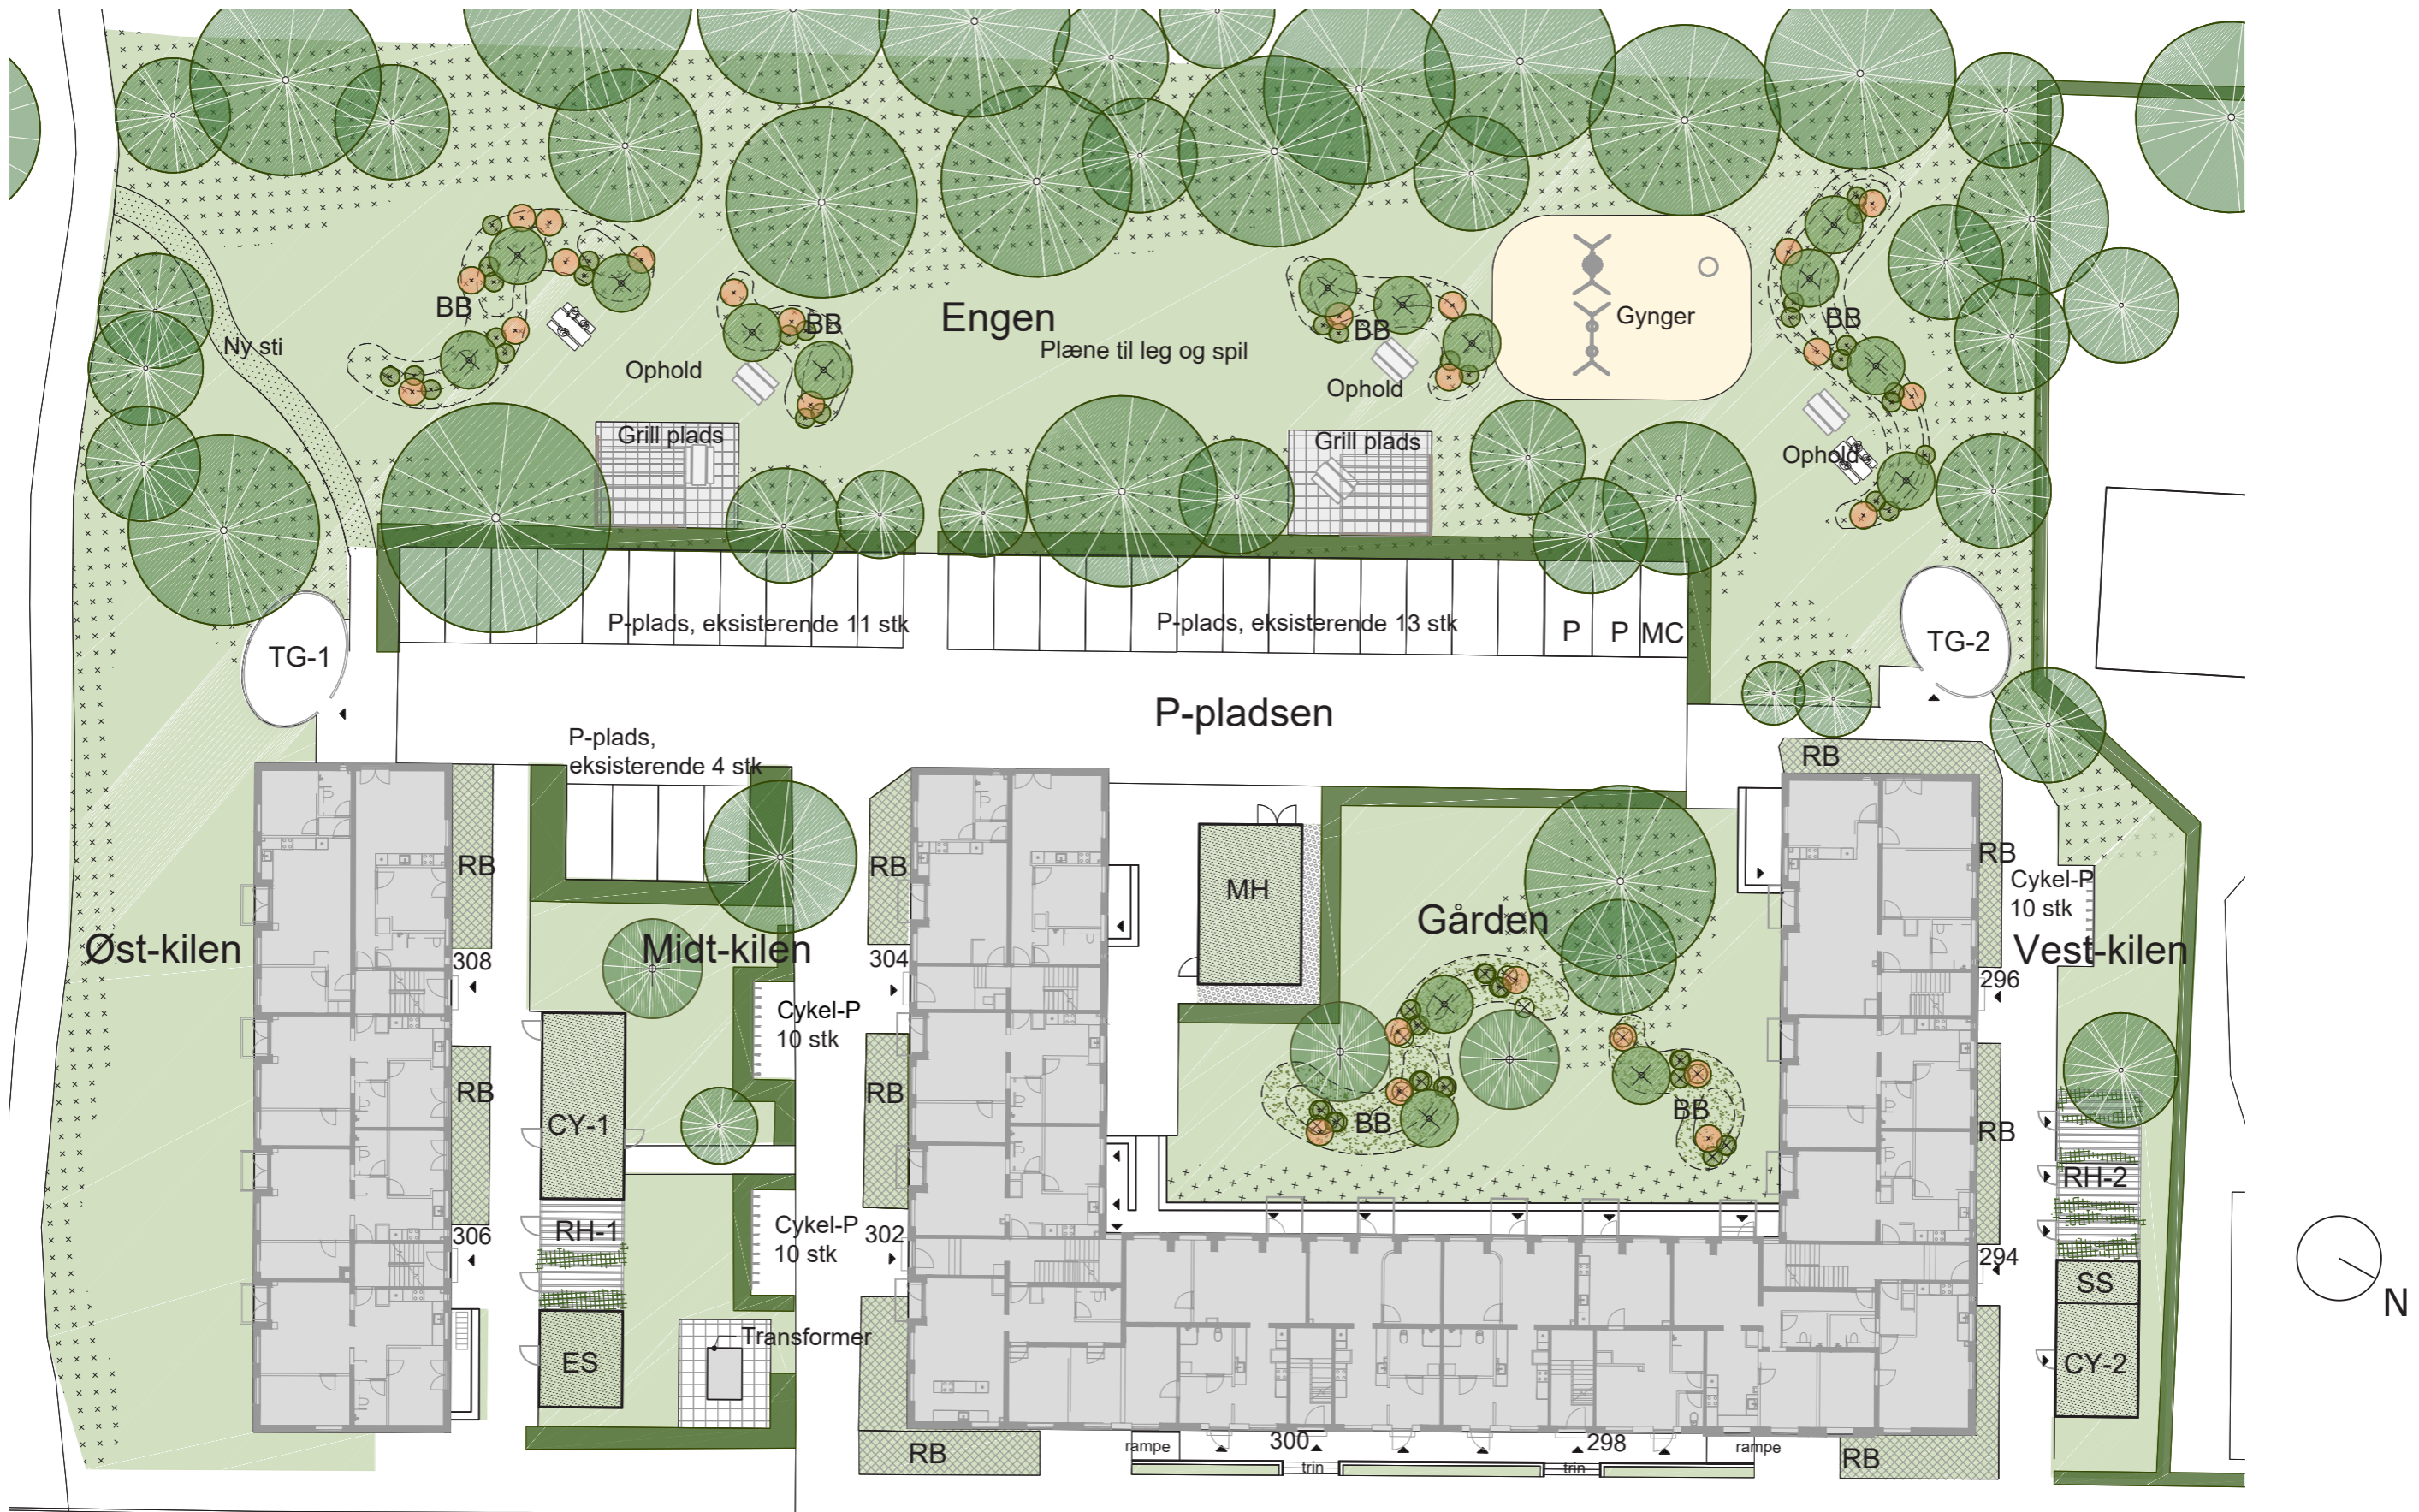 BB
BB
Engen
BB
Gynger
BB
Ny sti
Plæne til leg og spil
Ophold
Ophold
Grill plads
Grill plads
Ophold
P-plads, eksisterende 11 stk
P-plads, eksisterende 13 stk
P
P
MC
TG-1
TG-2
P-pladsen
P-plads,
eksisterende 4 stk
RB
RB
RB
MH
RB
Cykel-P
10 stk
Gården
Øst-kilen
Midt-kilen
Vest-kilen
308
304
296
Cykel-P
10 stk
RB
RB
CY-1
BB
BB
RB
RH-2
RH-1
Cykel-P
10 stk
306
302
294
SS
Transformer
ES
CY-2
N
RB
rampe
300
298
rampe
RB
trin
trin